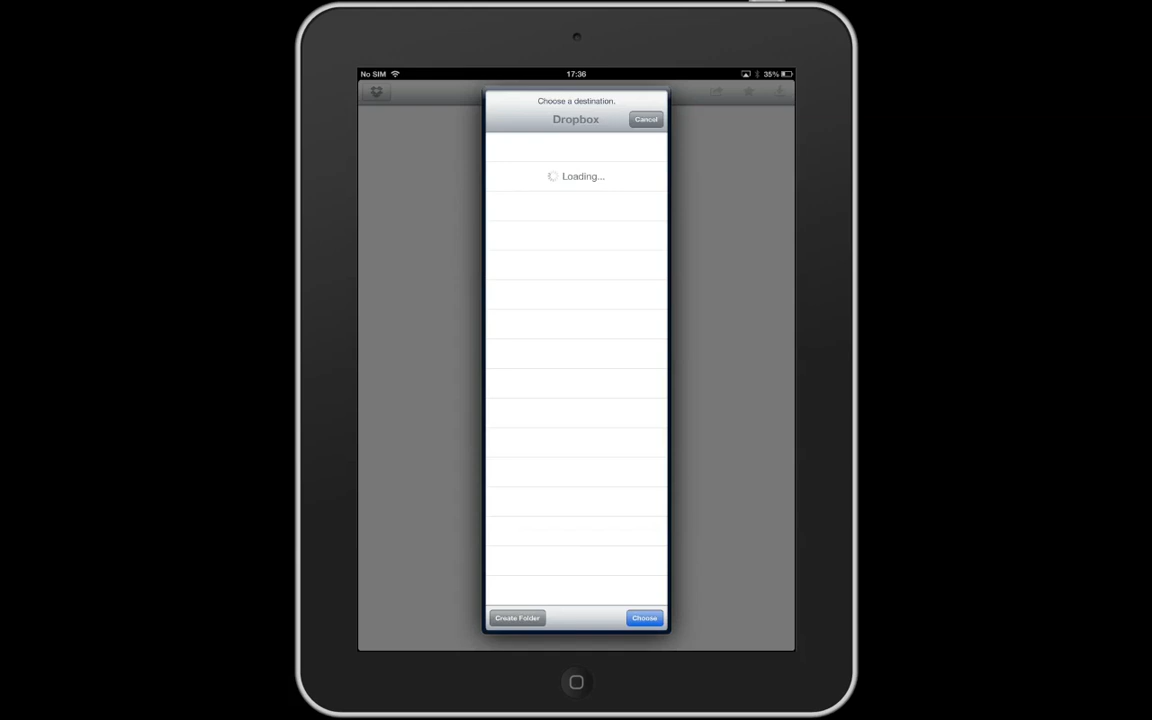 No SIM 17:36 35%
Choose a destination.
Dropbox Cancel
Loading...
Create Folder Choose